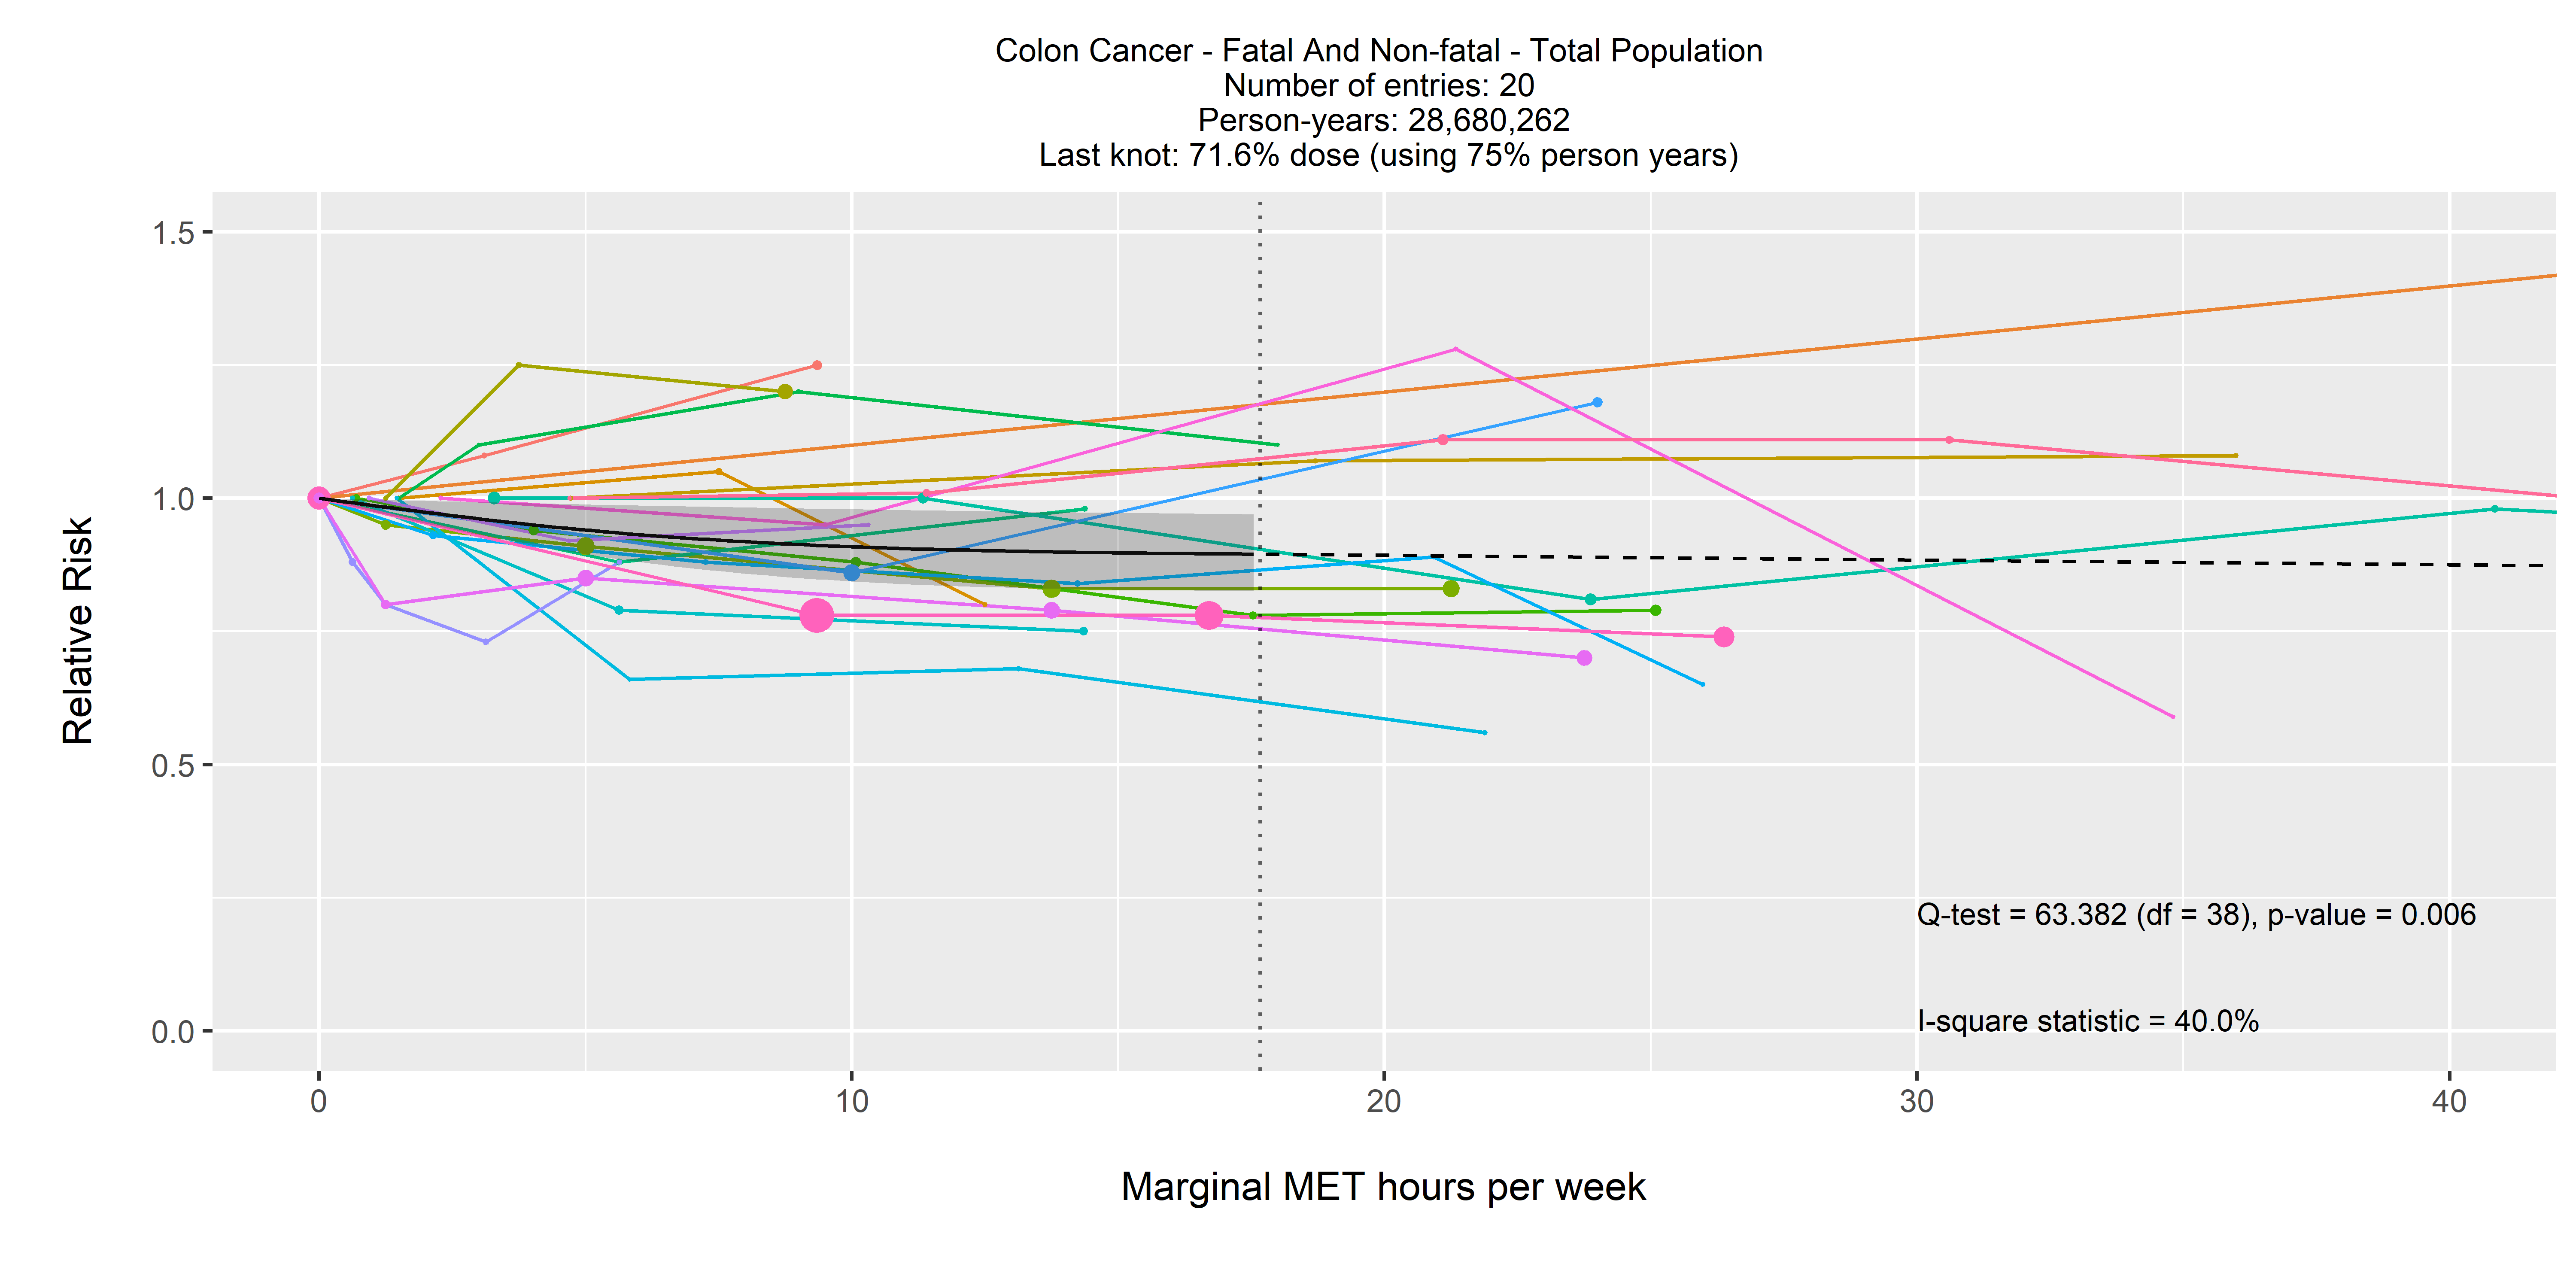 Colon Cancer - Fatal And Non-fatal - Total Population
Number of entries: 20
Person-years: 28,680,262
Last knot: 71.6% dose (using 75% person years)
1.5
1.0
0.5
0.0
Relative Risk
Q-test = 63.382 (df = 38), p-value = 0.006
I-square statistic = 40.0%
0 10 20 30 40
Marginal MET hours per week